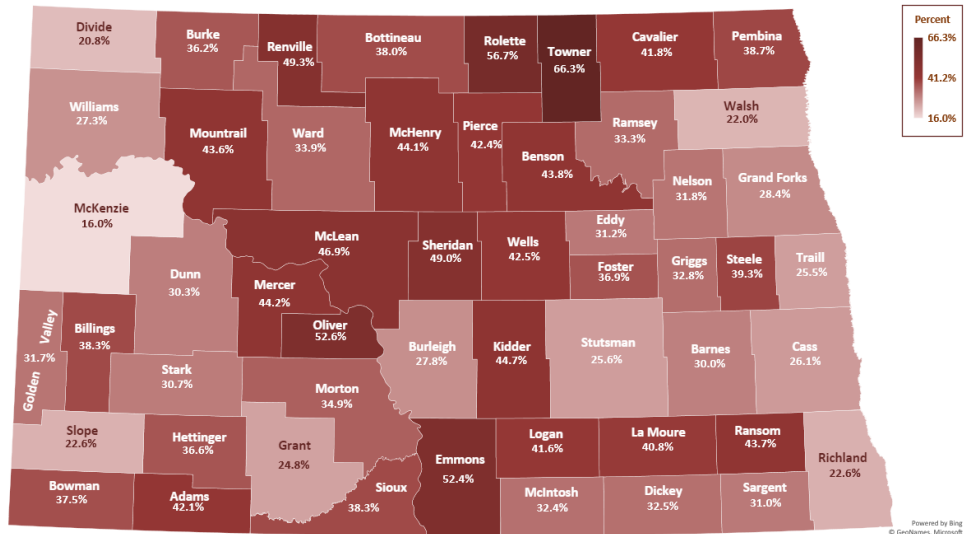 Divide
20.8%
Burke
36.2%
Renville
49.3%
Bottineau
38.0%
Rolette
56.7%
Towner
66.3%
Cavalier
41.8%
Pembina
38.7%
Percent
66.3%
41.2%
16.0%
Williams
27.3%
Mountrail
43.6%
Ward
33.9%
McHenry
44.1%
Pierce
42.4%
Benson
43.8%
Ramsey
33.3%
Walsh
22.0%
McKenzie
16.0%
Nelson
31.8%
Grand Forks
28.4%
Dunn
30.3%
McLean
46.9%
Mercer
44.2%
Oliver
52.6%
Sheridan
49.0%
Wells
42.5%
Eddy
31.2%
Foster
36.9%
Griggs
32.8%
Steele
39.3%
Traill
25.5%
Golden Valley
31.7%
Billings
38.3%
Stark
30.7%
Morton
34.9%
Burleigh
27.8%
Kidder
44.7%
Stutsman
25.6%
Barnes
30.0%
Cass
26.1%
Slope
22.6%
Hettinger
36.6%
Grant
24.8%
Emmons
52.4%
Logan
41.6%
La Moure
40.8%
Ransom
43.7%
Richland
22.6%
Bowman
37.5%
Adams
42.1%
Sioux
38.3%
McIntosh
32.4%
Dickey
32.5%
Sargent
31.0%
Powered by Bing
© GeoNames, Microsoft